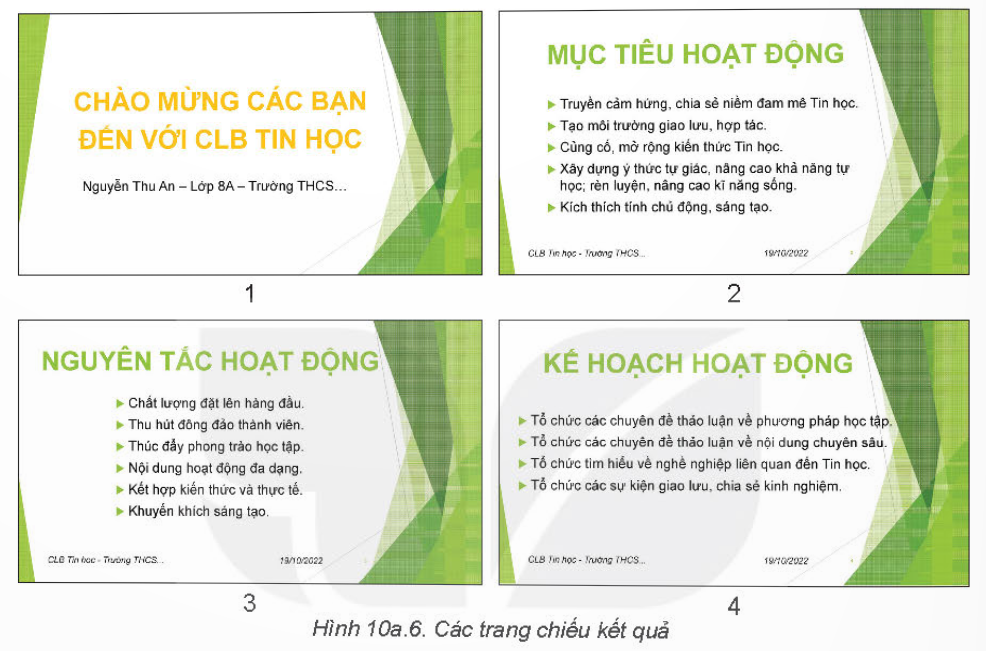 CHÀO MỪNG CÁC BẠN
ĐẾN VỚI CLB TIN HỌC
Nguyễn Thu An – Lớp 8A – Trường THCS...
1
MỤC TIÊU HOẠT ĐỘNG
Truyền cảm hứng, chia sẻ niềm đam mê Tin học.
Tạo môi trường giao lưu, hợp tác.
Củng cố, mở rộng kiến thức Tin học.
Xây dựng ý thức tự giác, nâng cao khả năng tự
học; rèn luyện, nâng cao kĩ năng sống.
Kích thích tính chủ động, sáng tạo.
CLB Tin học - Trường THCS...
19/10/2022
2
NGUYÊN TẮC HOẠT ĐỘNG
Chất lượng đặt lên hàng đầu.
Thu hút đông đảo thành viên.
Thúc đẩy phong trào học tập.
Nội dung hoạt động đa dạng.
Kết hợp kiến thức và thực tế.
Khuyến khích sáng tạo.
CLB Tin học - Trường THCS...
19/10/2022
3
KẾ HOẠCH HOẠT ĐỘNG
Tổ chức các chuyên đề thảo luận về phương pháp học tập.
Tổ chức các chuyên đề thảo luận về nội dung chuyên sâu.
Tổ chức tìm hiểu về nghề nghiệp liên quan đến Tin học.
Tổ chức các sự kiện giao lưu, chia sẻ kinh nghiệm.
CLB Tin học - Trường THCS...
19/10/2022
4
Hình 10a.6. Các trang chiếu kết quả